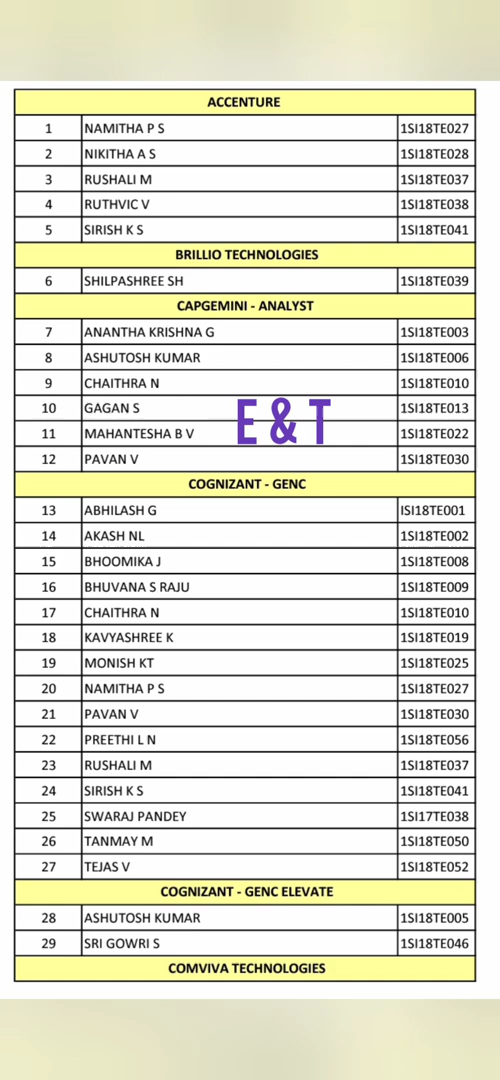 ACCENTURE
1 NAMITHA P S 1SI18TE027
2 NIKITHA A S 1SI18TE028
3 RUSHALI M 1SI18TE037
4 RUTHVIC V 1SI18TE038
5 SIRISH K S 1SI18TE041
BRILLIO TECHNOLOGIES
6 SHILPASHREE SH 1SI18TE039
CAPGEMINI - ANALYST
7 ANANTHA KRISHNA G 1SI18TE003
8 ASHUTOSH KUMAR 1SI18TE006
9 CHAITHRA N 1SI18TE010
10 GAGAN S 1SI18TE013
E & T
11 MAHANTESHA B V 1SI18TE022
12 PAVAN V 1SI18TE030
COGNIZANT - GENC
13 ABHILASH G ISI18TE001
14 AKASH NL 1SI18TE002
15 BHOOMIKA J 1SI18TE008
16 BHUVANA S RAJU 1SI18TE009
17 CHAITHRA N 1SI18TE010
18 KAVYASHREE K 1SI18TE019
19 MONISH KT 1SI18TE025
20 NAMITHA P S 1SI18TE027
21 PAVAN V 1SI18TE030
22 PREETHI L N 1SI18TE056
23 RUSHALI M 1SI18TE037
24 SIRISH K S 1SI18TE041
25 SWARAJ PANDEY 1SI17TE038
26 TANMAY M 1SI18TE050
27 TEJAS V 1SI18TE052
COGNIZANT - GENC ELEVATE
28 ASHUTOSH KUMAR 1SI18TE005
29 SRI GOWRI S 1SI18TE046
COMVIVA TECHNOLOGIES